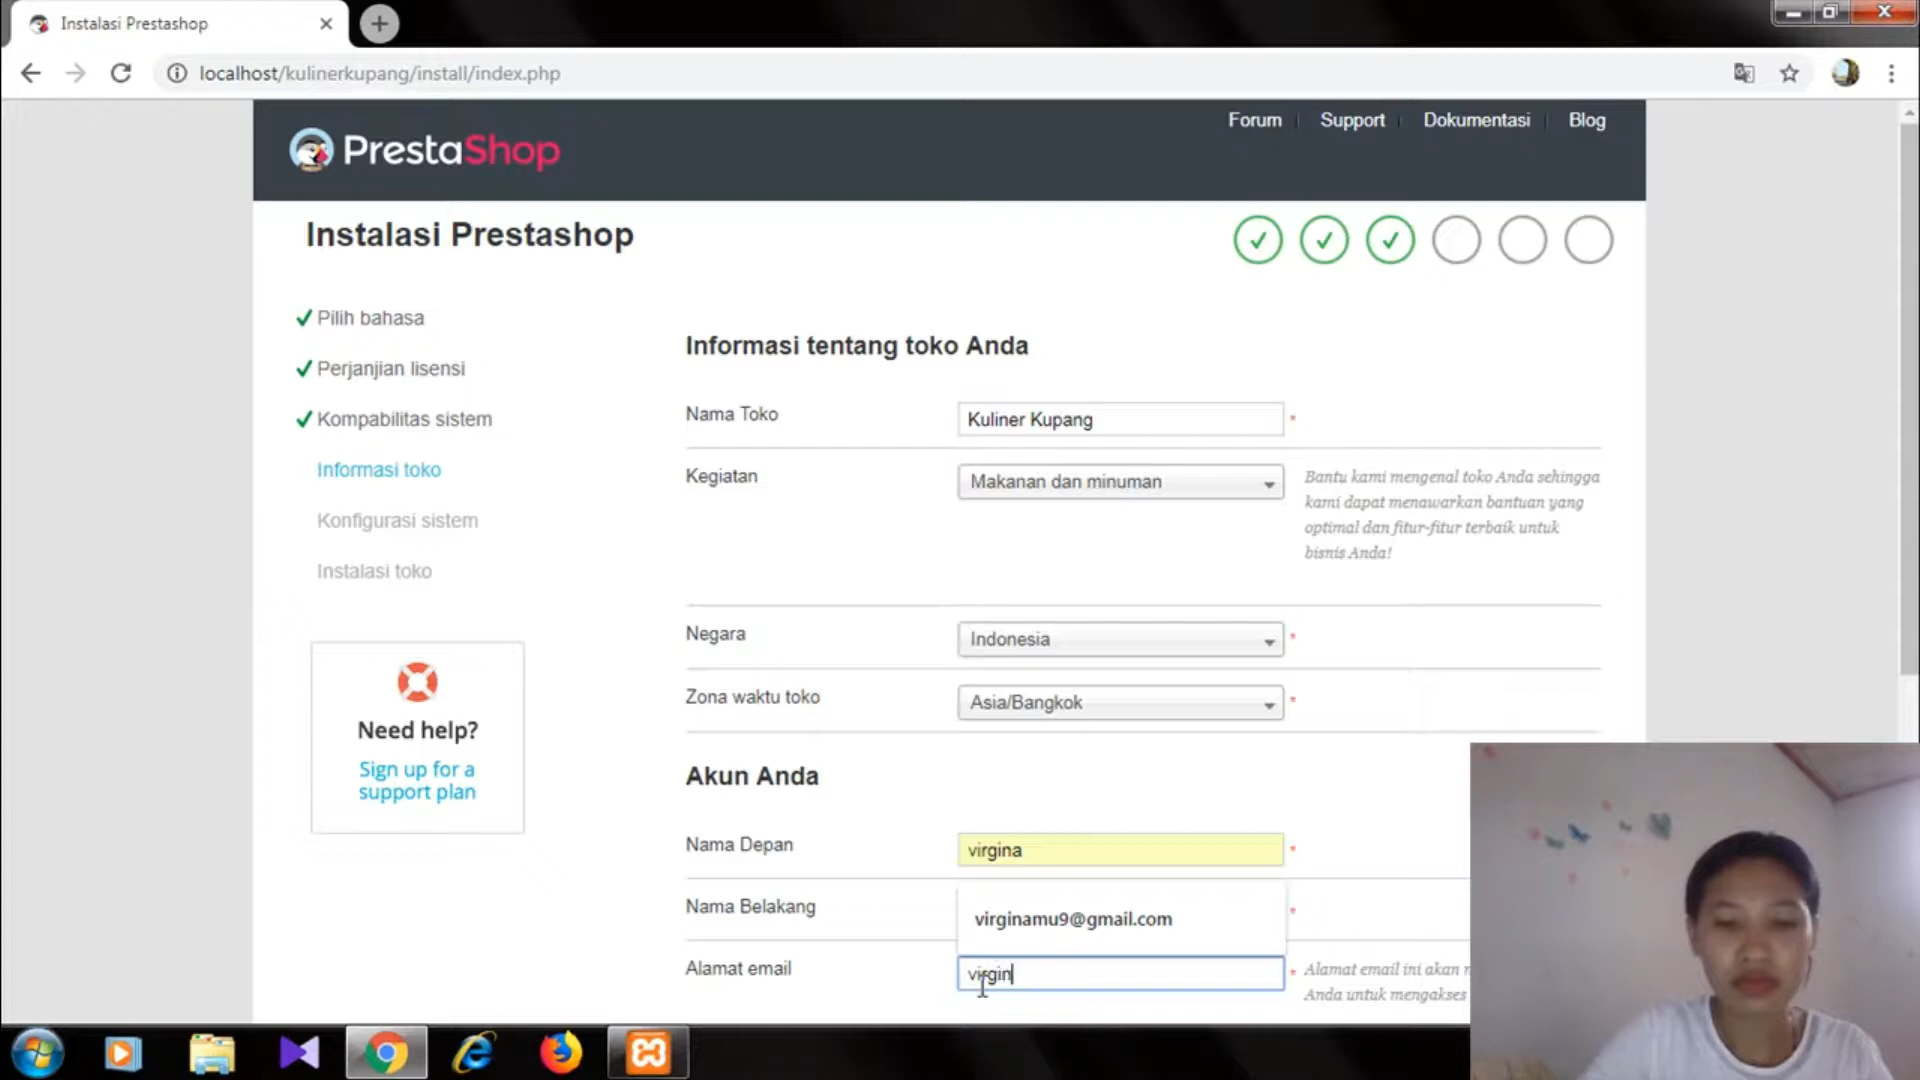 Instalasi Prestashop
localhost/kulinerkupang/install/index.php
Forum
Support
Dokumentasi
Blog
PrestaShop
Instalasi Prestashop
Pilih bahasa
Perjanjian lisensi
Kompabilitas sistem
Informasi toko
Konfigurasi sistem
Instalasi toko
Need help?
Sign up for a
support plan
Informasi tentang toko Anda
Nama Toko
Kuliner Kupang
*
Kegiatan
Makanan dan minuman
Bantu kami mengenal toko Anda sehingga
kami dapat menawarkan bantuan yang
optimal dan fitur-fitur terbaik untuk
bisnis Anda!
Negara
Indonesia
*
Zona waktu toko
Asia/Bangkok
*
Akun Anda
Nama Depan
virgina
*
Nama Belakang
virginamu9@gmail.com
*
Alamat email
virgin
*
Alamat email ini akan
Anda untuk mengakses